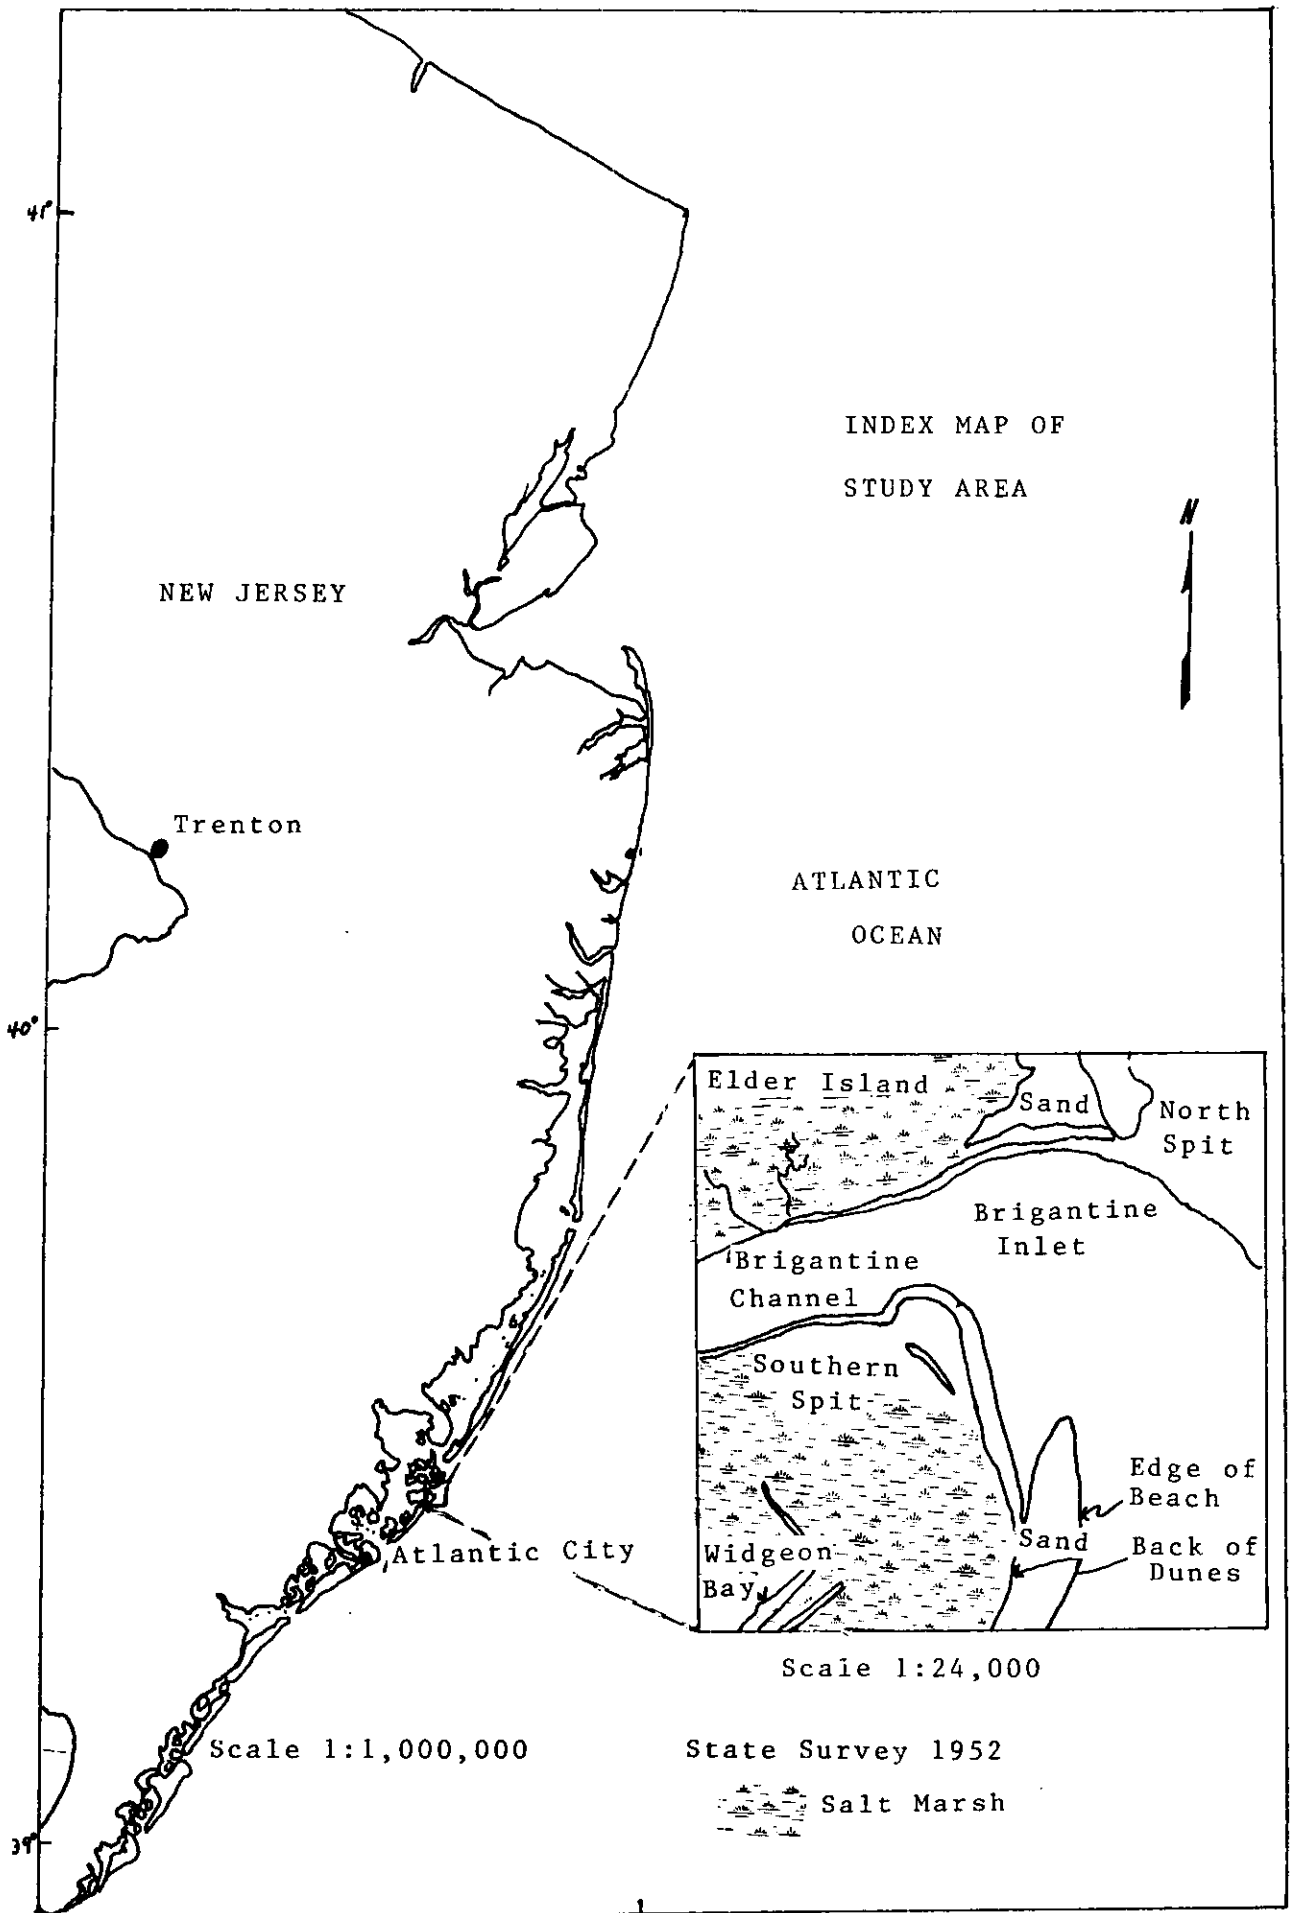 41°
INDEX MAP OF
STUDY AREA
N
NEW JERSEY
Trenton
ATLANTIC
OCEAN
40°
Elder Island
Sand
North
Spit
Brigantine
Inlet
Brigantine
Channel
Southern
Spit
Edge of
Beach
Sand
Back of
Dunes
Widgeon
Bay
Atlantic City
Scale 1:24,000
Scale 1:1,000,000
State Survey 1952
Salt Marsh
39°